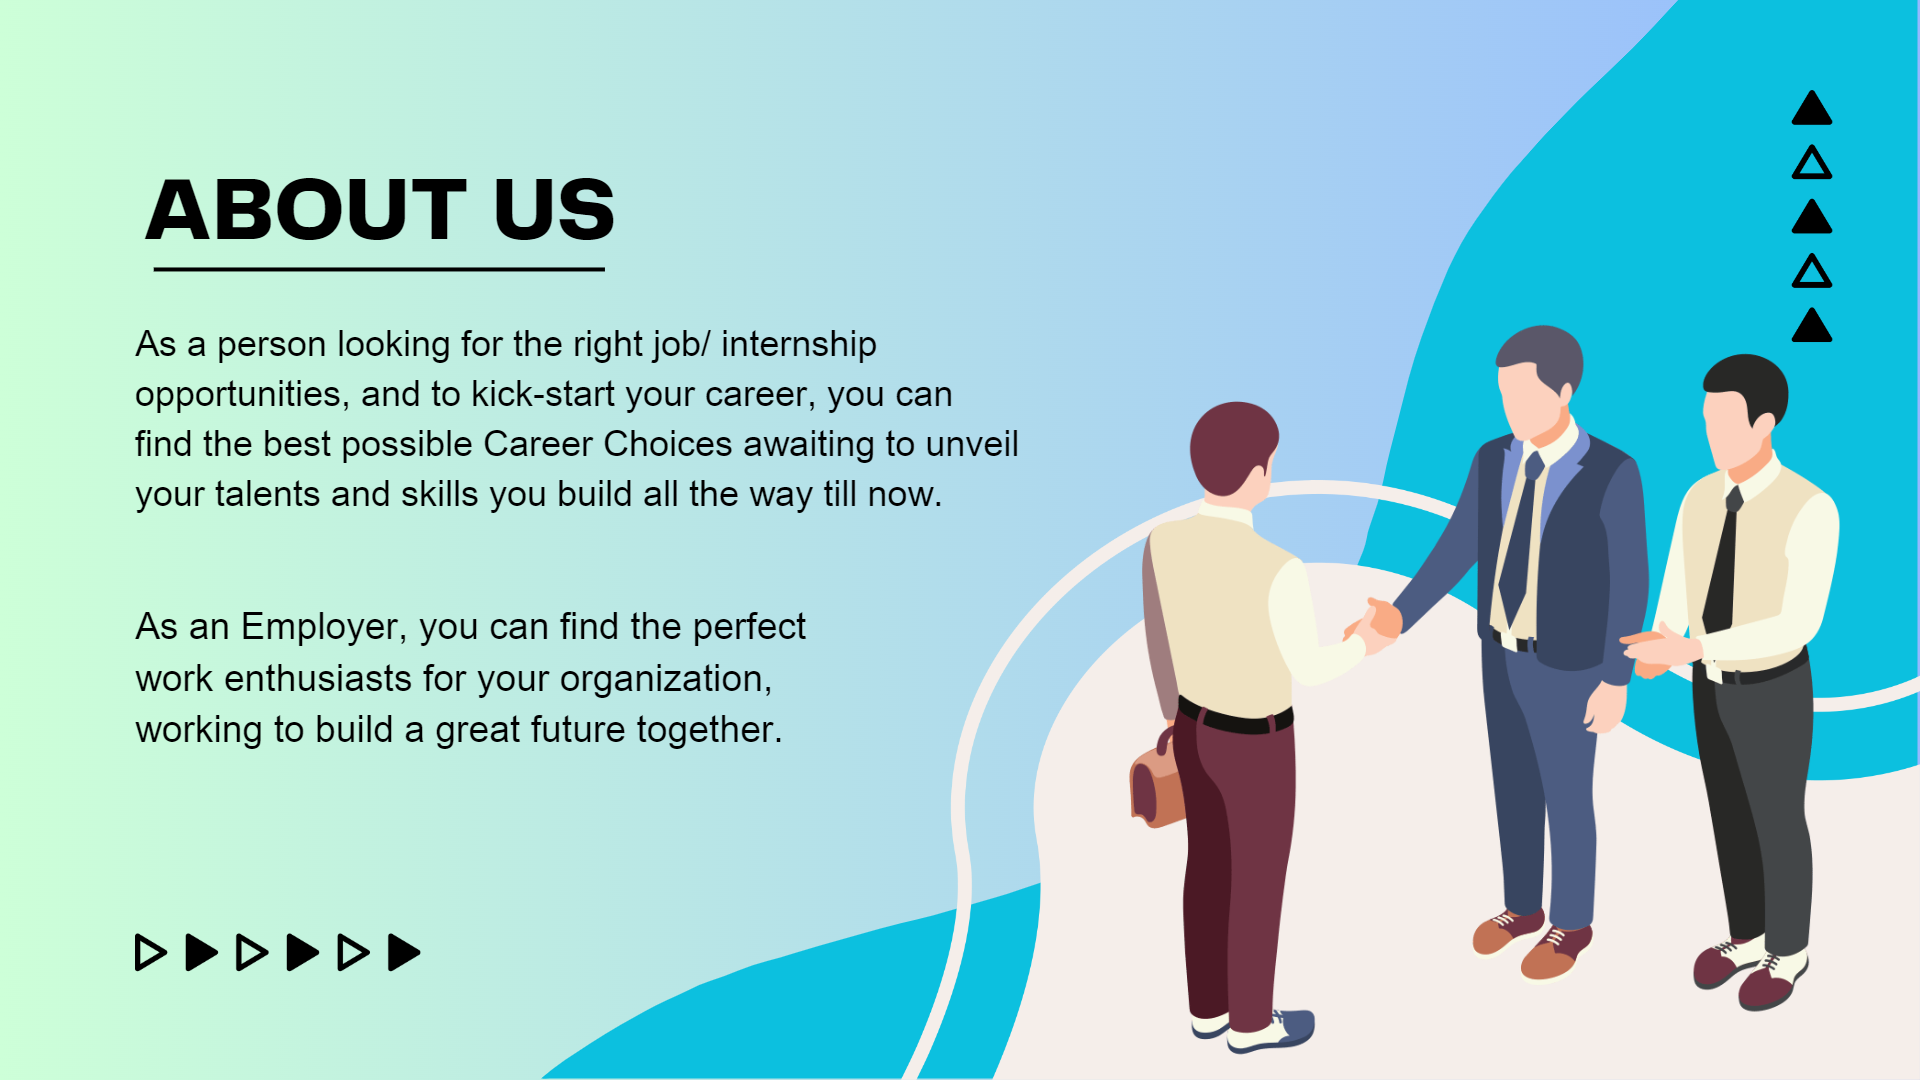 ABOUT US
As a person looking for the right job/ internship
opportunities, and to kick-start your career, you can
find the best possible Career Choices awaiting to unveil
your talents and skills you build all the way till now.
As an Employer, you can find the perfect
work enthusiasts for your organization,
working to build a great future together.